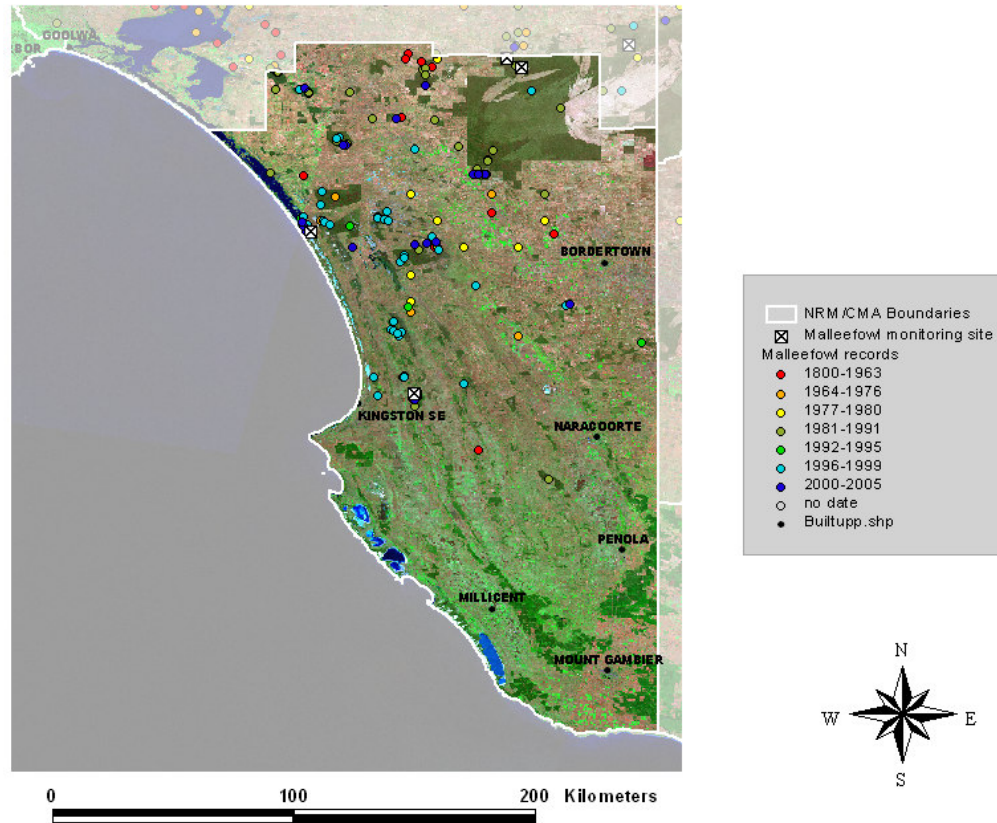 GOOLWA
BOR
BORDERTOWN
KINGSTON SE
NARACOORTE
PENOLA
MILLICENT
MOUNT GAMBIER
NRM/CMA Boundaries
Malleefowl monitoring site
Malleefowl records
1800-1963
1964-1976
1977-1980
1981-1991
1992-1995
1996-1999
2000-2005
no date
Builtupp.shp
N
W E
S
0 100 200 Kilometers